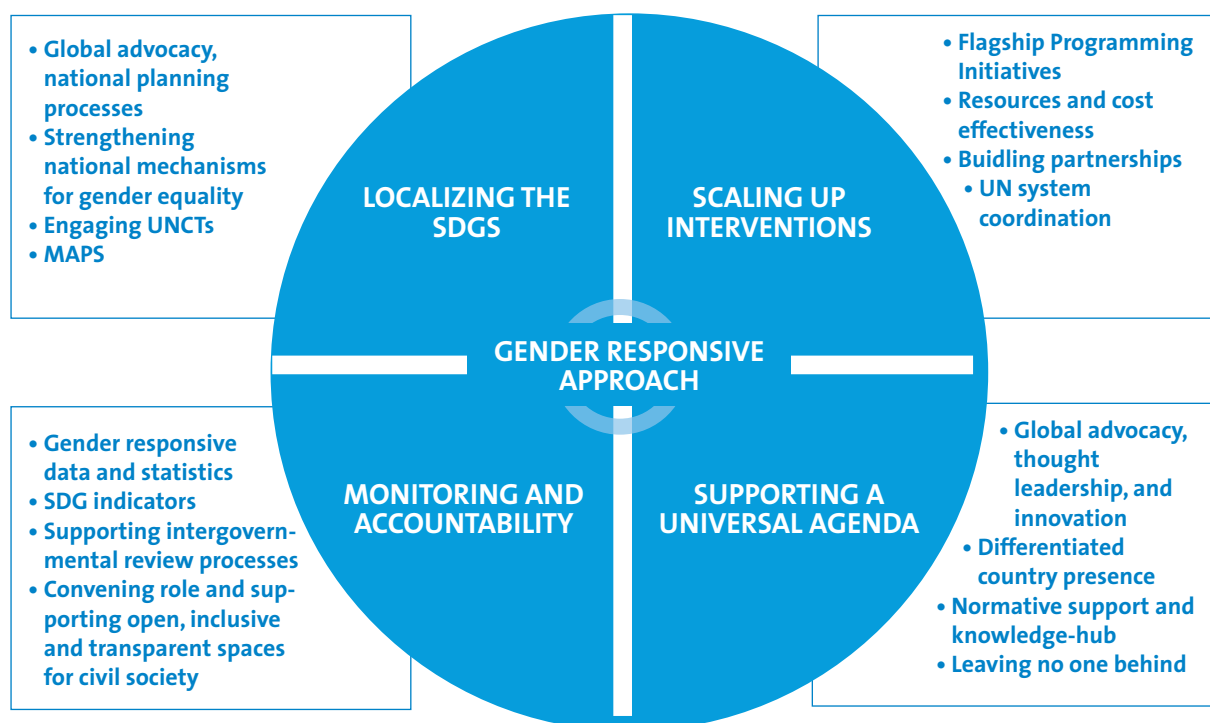 • Global advocacy,
national planning
processes
• Strengthening
national mechanisms
for gender equality
• Engaging UNCTs
• MAPS
LOCALIZING THE
SDGS
SCALING UP
INTERVENTIONS
• Flagship Programming
Initiatives
• Resources and cost
effectiveness
• Buidling partnerships
• UN system
coordination
GENDER RESPONSIVE
APPROACH
• Gender responsive
data and statistics
• SDG indicators
• Supporting intergovern-
mental review processes
• Convening role and sup-
porting open, inclusive
and transparent spaces
for civil society
MONITORING AND
ACCOUNTABILITY
SUPPORTING A
UNIVERSAL AGENDA
• Global advocacy,
thought
leadership, and
innovation
• Differentiated
country presence
• Normative support and
knowledge-hub
• Leaving no one behind